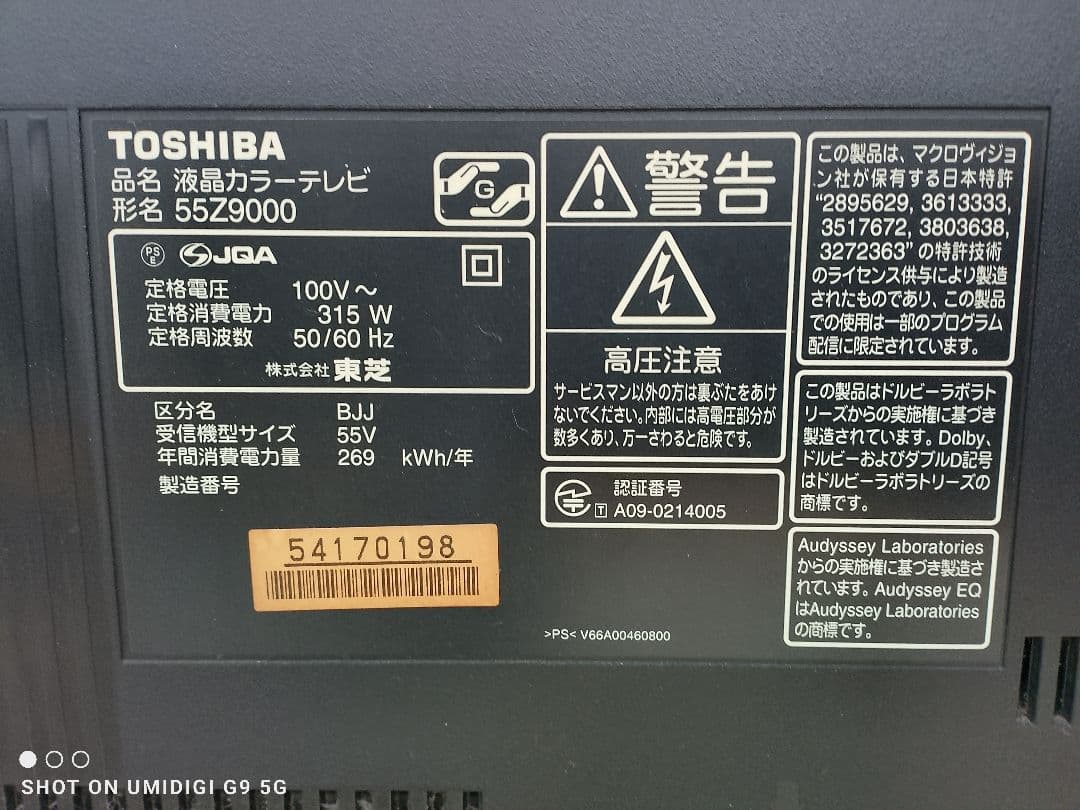 TOSHIBA
品名 液晶カラーテレビ
形名 55Z9000
G
PS
E
JQA
定格電圧 100V～
定格消費電力 315 W
定格周波数 50/60 Hz
株式会社 東芝
区分名 BJJ
受信機型サイズ 55V
年間消費電力量 269 kWh/年
製造番号
54170198
警告
高圧注意
サービスマン以外の方は裏ぶたをあけ
ないでください。内部には高電圧部分が
数多くあり、万一さわると危険です。
認証番号
T A09-0214005
>PS< V66A00460800
この製品は、マクロヴィジョ
ン社が保有する日本特許
“2895629, 3613333,
3517672, 3803638,
3272363” の特許技術
のライセンス供与により製造
されたものであり、この製品
での使用は一部のプログラム
配信に限定されています。
この製品はドルビーラボラト
リーズからの実施権に基づき
製造されています。Dolby、
ドルビーおよびダブルD記号
はドルビーラボラトリーズの
商標です。
Audyssey Laboratories
からの実施権に基づき製造さ
れています。Audyssey EQ
はAudyssey Laboratories
の商標です。
SHOT ON UMIDIGI G9 5G